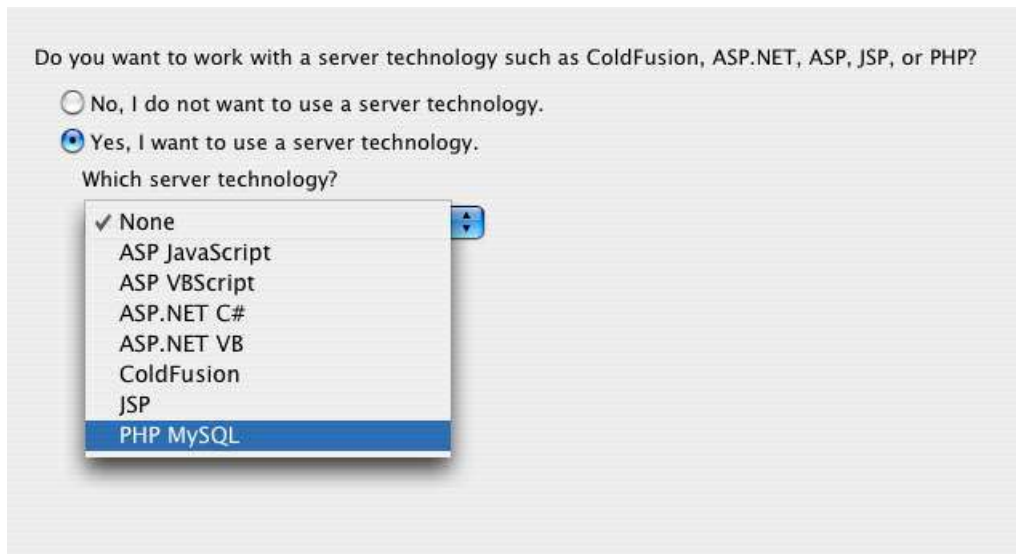 Do you want to work with a server technology such as ColdFusion, ASP.NET, ASP, JSP, or PHP?
No, I do not want to use a server technology.
Yes, I want to use a server technology.
Which server technology?
None
ASP JavaScript
ASP VBScript
ASP.NET C#
ASP.NET VB
ColdFusion
JSP
PHP MySQL